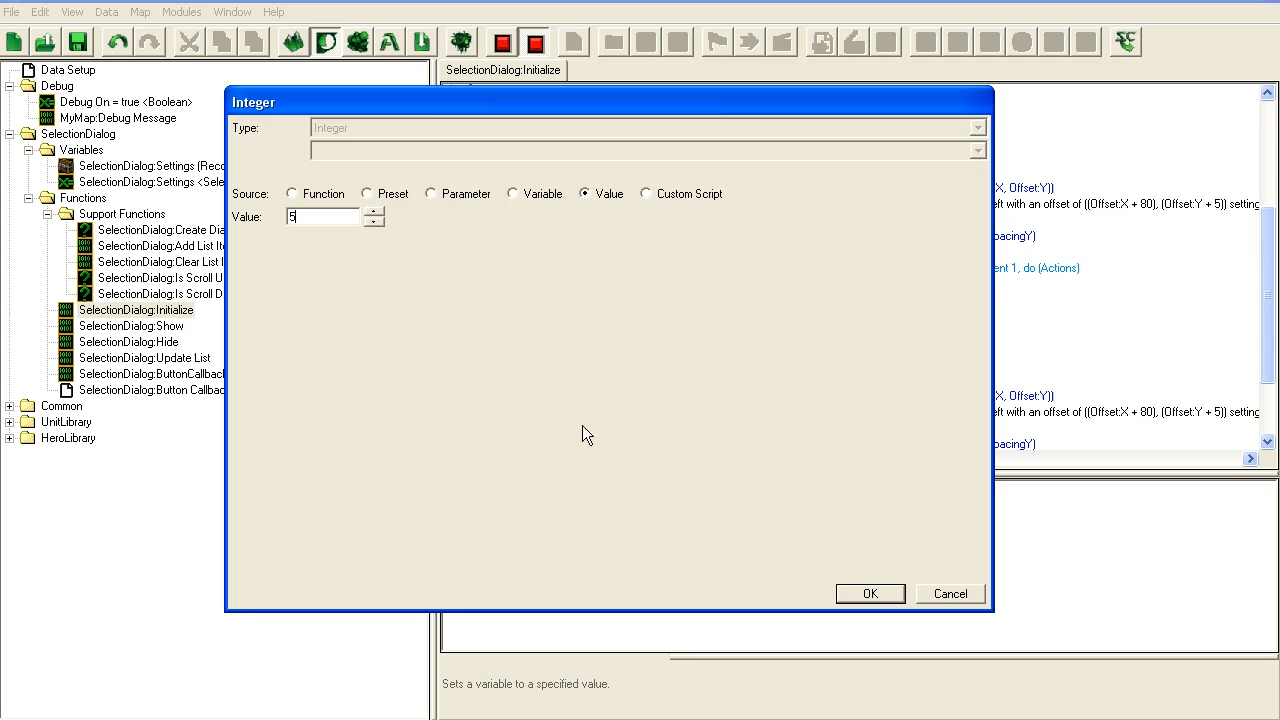 File Edit View Data Map Modules Window Help
SelectionDialog:Initialize
Data Setup
Debug
Debug On = true <Boolean>
MyMap:Debug Message
SelectionDialog
Variables
SelectionDialog:Settings (Reco
SelectionDialog:Settings <Sele
Functions
Support Functions
SelectionDialog:Create Dia
SelectionDialog:Add List Ite
SelectionDialog:Clear List I
SelectionDialog:Is Scroll U
SelectionDialog:Is Scroll D
SelectionDialog:Initialize
SelectionDialog:Show
SelectionDialog:Hide
SelectionDialog:Update List
SelectionDialog:ButtonCallback
SelectionDialog:Button Callbac
Common
UnitLibrary
HeroLibrary
Integer
Type: Integer
Source: Function Preset Parameter Variable Value Custom Script
Value: 5
OK Cancel
X, Offset:Y))
eft with an offset of ((Offset:X + 80), (Offset:Y + 5)) setting
pacingY)
ent 1, do (Actions)
X, Offset:Y))
eft with an offset of ((Offset:X + 80), (Offset:Y + 5)) setting
pacingY)
Sets a variable to a specified value.